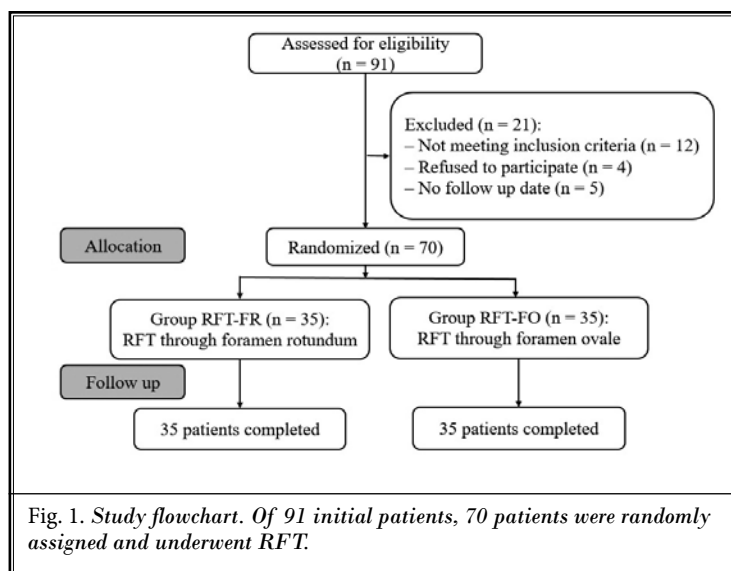 Assessed for eligibility
(n = 91)
Excluded (n = 21):
– Not meeting inclusion criteria (n = 12)
– Refused to participate (n = 4)
– No follow up date (n = 5)
Allocation
Randomized (n = 70)
Group RFT-FR (n = 35):
RFT through foramen rotundum
Group RFT-FO (n = 35):
RFT through foramen ovale
Follow up
35 patients completed
35 patients completed
Fig. 1. Study flowchart. Of 91 initial patients, 70 patients were randomly
assigned and underwent RFT.